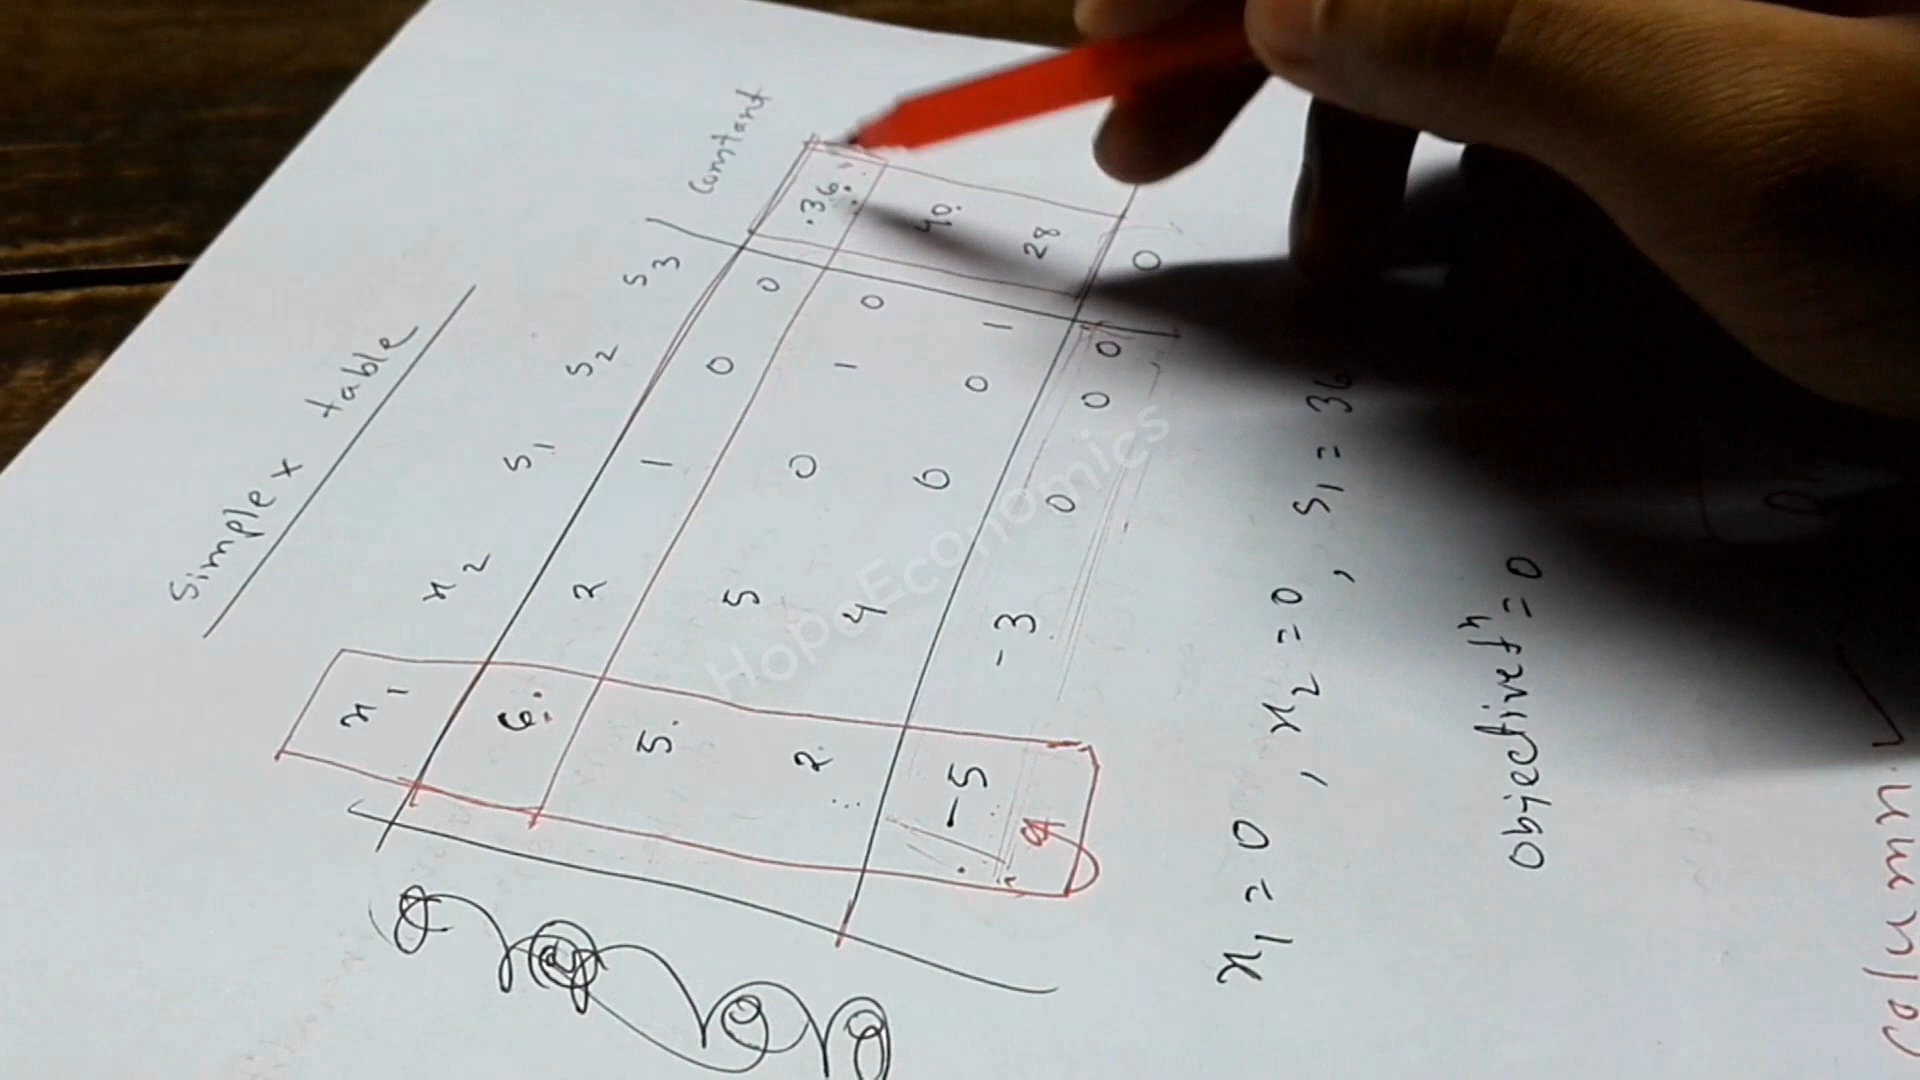 Simplex table
x1 x2 s1 s2 s3 Constant
6 2 1 0 0 36
5 5 0 1 0 40
2 4 0 0 1 28
-5 -3 0 0 0 0
x1 = 0, x2 = 0, s1 = 36
Objective fy = 0
column
HopeEconomics